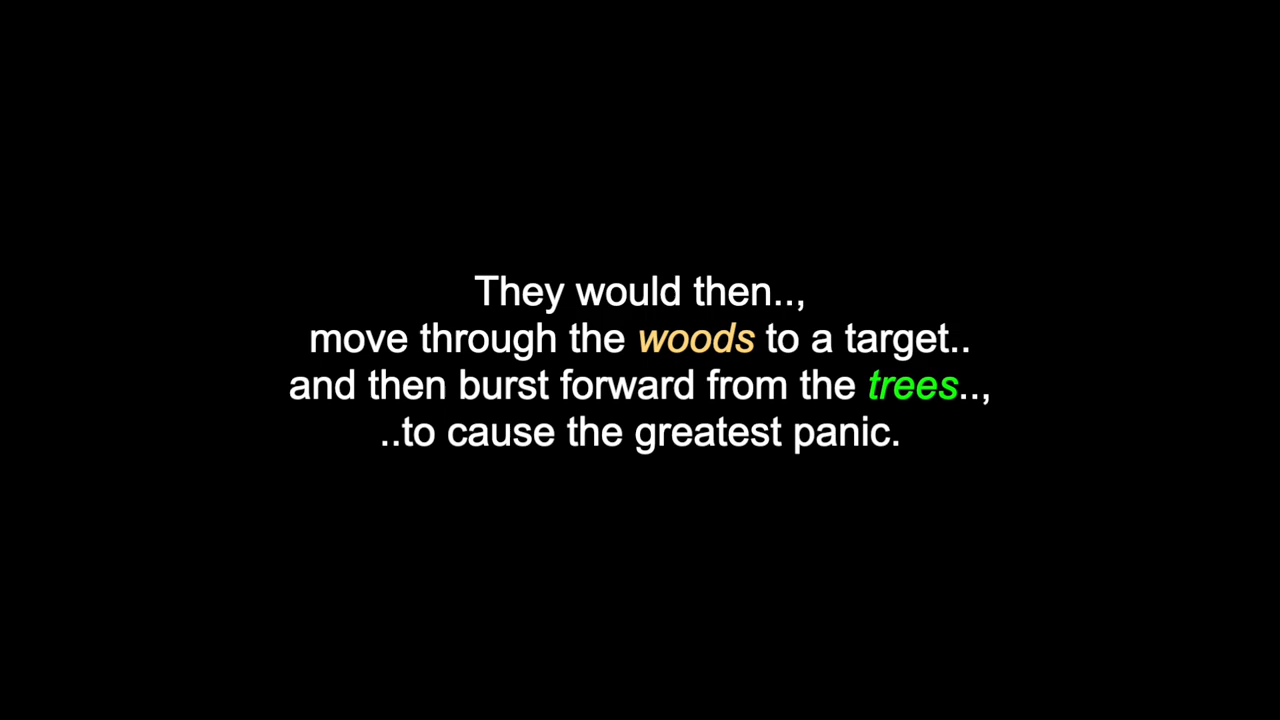 They would then..,
move through the woods to a target..
and then burst forward from the trees..,
..to cause the greatest panic.